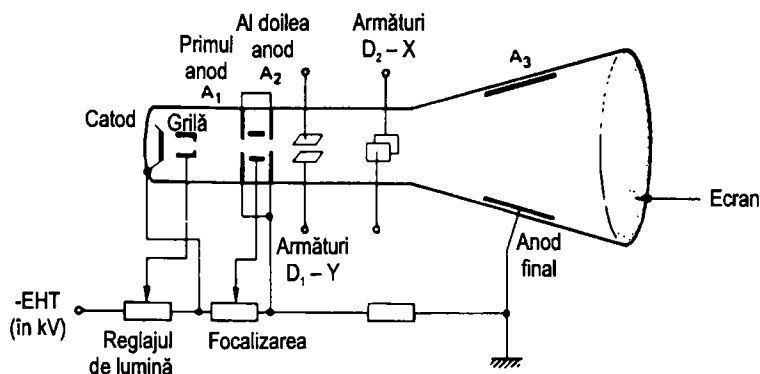 Al doilea
anod
A₂
Armături
D₂ – X
Primul
anod
A₁
A₃
Catod
Grilă
Ecran
Armături
D₁ – Y
Anod
final
-EHT
(în kV)
Reglajul
de lumină
Focalizarea